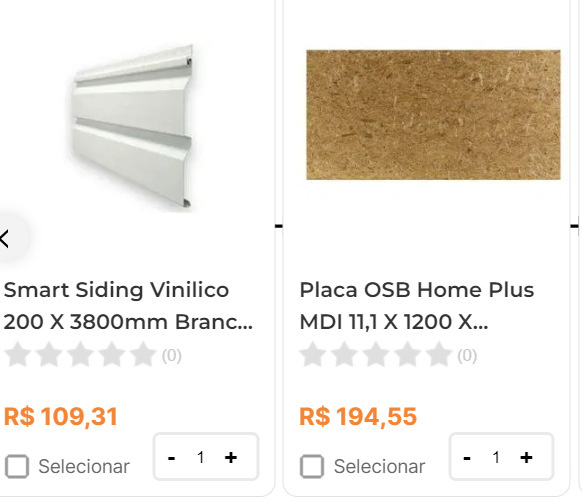 Smart Siding Vinilico
200 X 3800mm Branc...
(0)
R$ 109,31
Selecionar
- 1 +
Placa OSB Home Plus
MDI 11,1 X 1200 X...
(0)
R$ 194,55
Selecionar
- 1 +